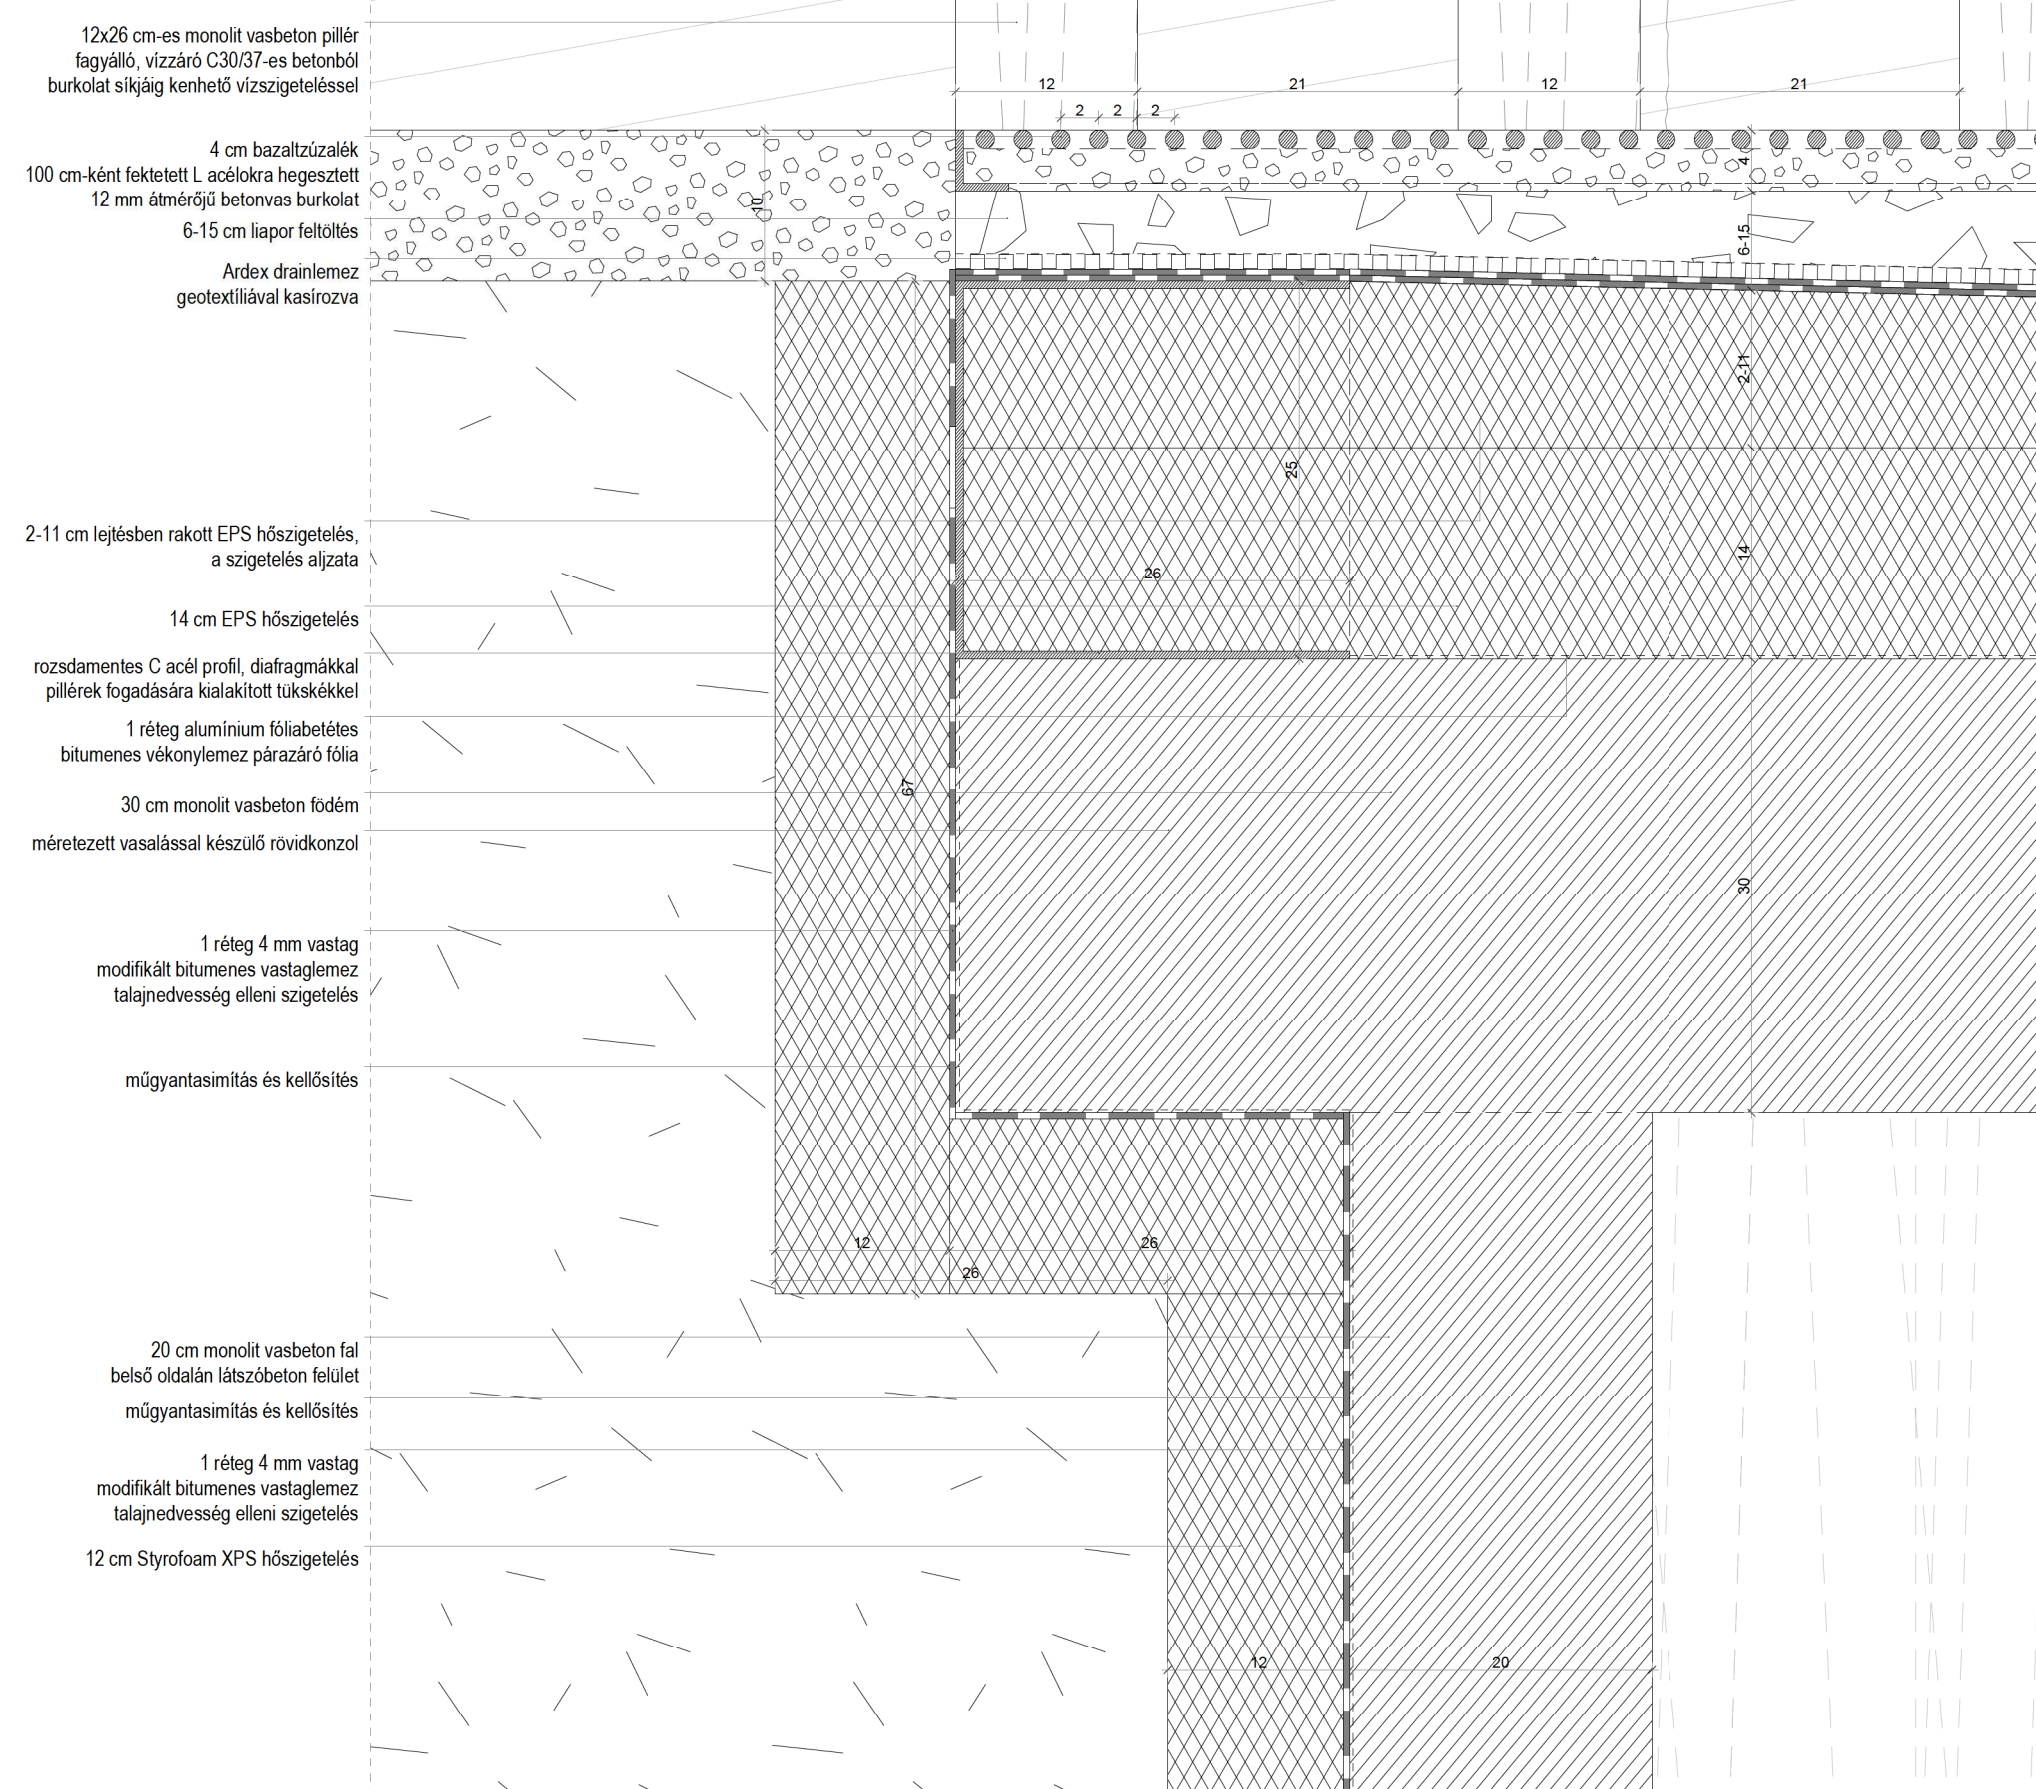 12x26 cm-es monolit vasbeton pillér
fagyálló, vízzáró C30/37-es betonból
burkolat síkjáig kenhető vízszigeteléssel
12
21
12
21
2
2
2
4 cm bazaltzúzalék
100 cm-ként fektetett L acélokra hegesztett
12 mm átmérőjű betonvas burkolat
4
10
6-15 cm liapor feltöltés
6-15
Ardex drainlemez
geotextíliával kasírozva
2-11
25
2-11 cm lejtésben rakott EPS hőszigetelés,
a szigetelés aljzata
14
26
14 cm EPS hőszigetelés
rozsdamentes C acél profil, diafragmákkal
pillérek fogadására kialakított tükskékkel
1 réteg alumínium fóliabetétes
bitumenes vékonylemez párazáró fólia
67
30 cm monolit vasbeton födém
méretezett vasalással készülő rövidkonzol
30
1 réteg 4 mm vastag
modifikált bitumenes vastaglemez
talajnedvesség elleni szigetelés
műgyantasimítás és kellősítés
12
26
26
20 cm monolit vasbeton fal
belső oldalán látszóbeton felület
műgyantasimítás és kellősítés
1 réteg 4 mm vastag
modifikált bitumenes vastaglemez
talajnedvesség elleni szigetelés
12 cm Styrofoam XPS hőszigetelés
12
20